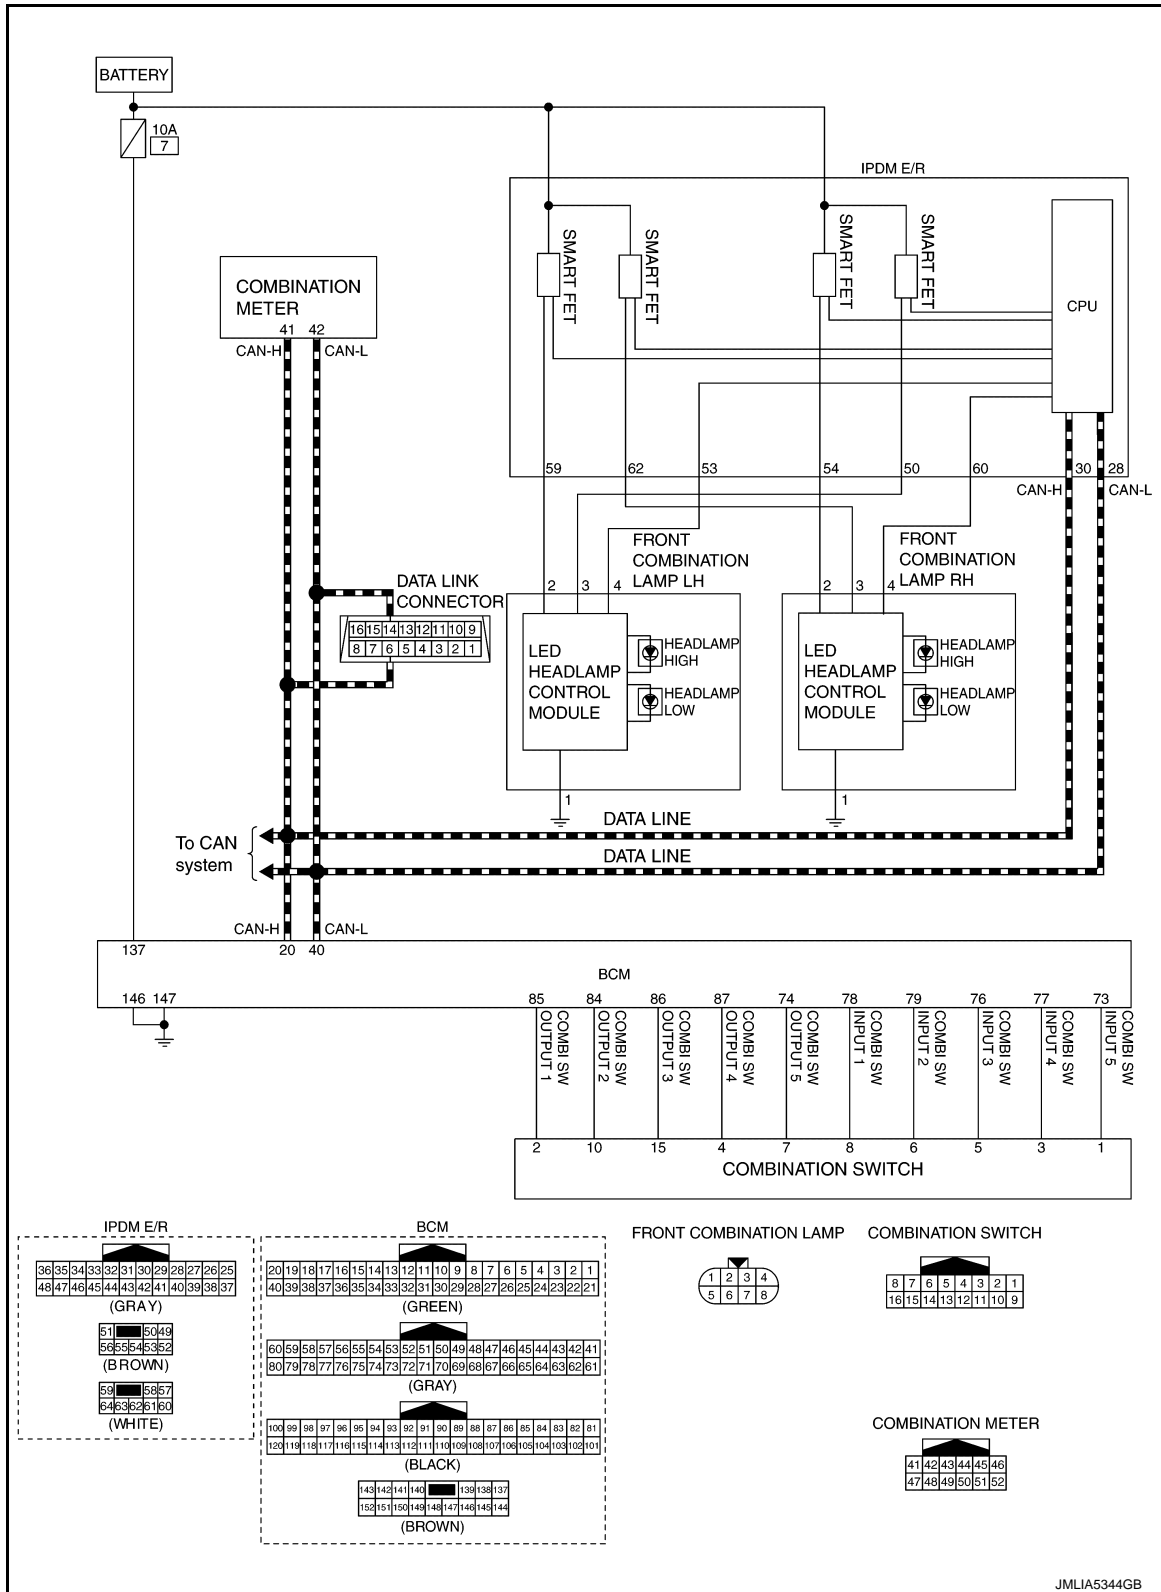 BATTERY
10A
7
IPDM E/R
SMART FET
SMART FET
SMART FET
SMART FET
CPU
COMBINATION
METER
41 42
CAN-H CAN-L
59 62 53 54 50 60 30 28
CAN-H CAN-L
FRONT
COMBINATION
LAMP LH
FRONT
COMBINATION
LAMP RH
DATA LINK
CONNECTOR
16 15 14 13 12 11 10 9
8 7 6 5 4 3 2 1
2 3 4
LED
HEADLAMP
CONTROL
MODULE
HEADLAMP
HIGH
HEADLAMP
LOW
1
2 3 4
LED
HEADLAMP
CONTROL
MODULE
HEADLAMP
HIGH
HEADLAMP
LOW
1
To CAN
system
DATA LINE
DATA LINE
CAN-H CAN-L
137 20 40
BCM
146 147
85 84 86 87 74 78 79 76 77 73
COMBI SW
OUTPUT 1
COMBI SW
OUTPUT 2
COMBI SW
OUTPUT 3
COMBI SW
OUTPUT 4
COMBI SW
OUTPUT 5
COMBI SW
INPUT 1
COMBI SW
INPUT 2
COMBI SW
INPUT 3
COMBI SW
INPUT 4
COMBI SW
INPUT 5
2 10 15 4 7 8 6 5 3 1
COMBINATION SWITCH
IPDM E/R
36 35 34 33 32 31 30 29 28 27 26 25
48 47 46 45 44 43 42 41 40 39 38 37
(GRAY)
51 50 49
56 55 54 53 52
(BROWN)
59 58 57
64 63 62 61 60
(WHITE)
BCM
20 19 18 17 16 15 14 13 12 11 10 9 8 7 6 5 4 3 2 1
40 39 38 37 36 35 34 33 32 31 30 29 28 27 26 25 24 23 22 21
(GREEN)
60 59 58 57 56 55 54 53 52 51 50 49 48 47 46 45 44 43 42 41
80 79 78 77 76 75 74 73 72 71 70 69 68 67 66 65 64 63 62 61
(GRAY)
100 99 98 97 96 95 94 93 92 91 90 89 88 87 86 85 84 83 82 81
120 119 118 117 116 115 114 113 112 111 110 109 108 107 106 105 104 103 102 101
(BLACK)
143 142 141 140 139 138 137
152 151 150 149 148 147 146 145 144
(BROWN)
FRONT COMBINATION LAMP
1 2 3 4
5 6 7 8
COMBINATION SWITCH
8 7 6 5 4 3 2 1
16 15 14 13 12 11 10 9
COMBINATION METER
41 42 43 44 45 46
47 48 49 50 51 52
JMLIA5344GB